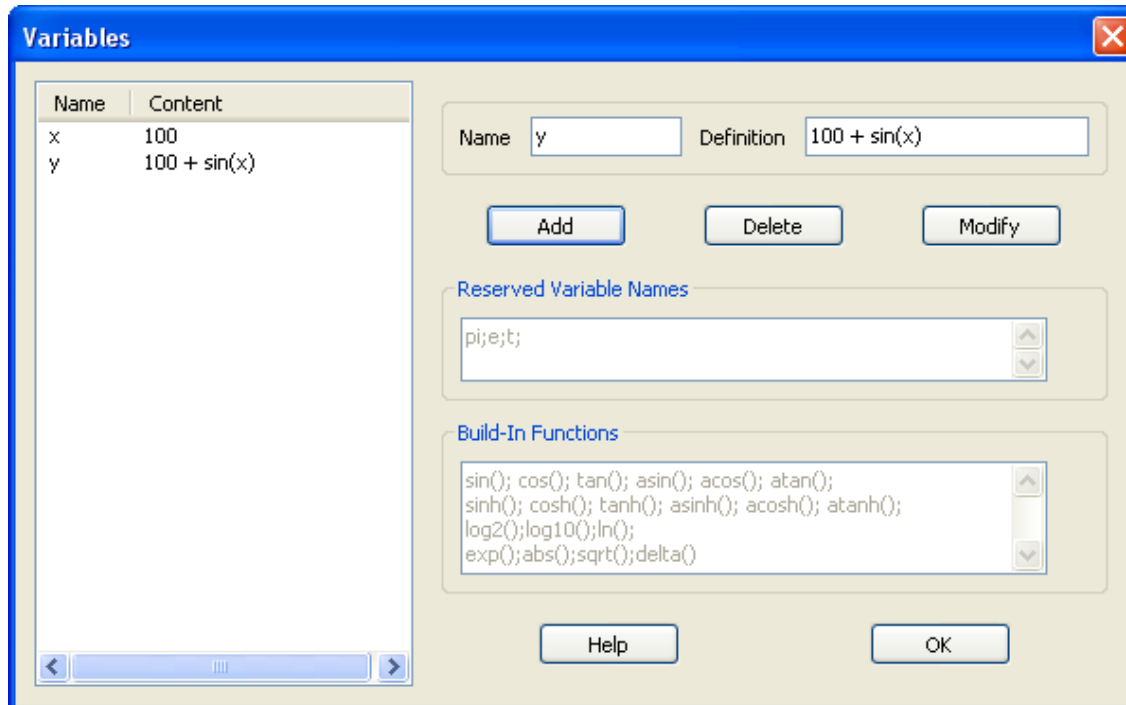 Variables
Name Content
x 100
y 100 + sin(x)
Name y Definition 100 + sin(x)
Add Delete Modify
Reserved Variable Names
pi;e;t;
Build-In Functions
sin(); cos(); tan(); asin(); acos(); atan();
sinh(); cosh(); tanh(); asinh(); acosh(); atanh();
log2();log10();ln();
exp();abs();sqrt();delta()
Help OK